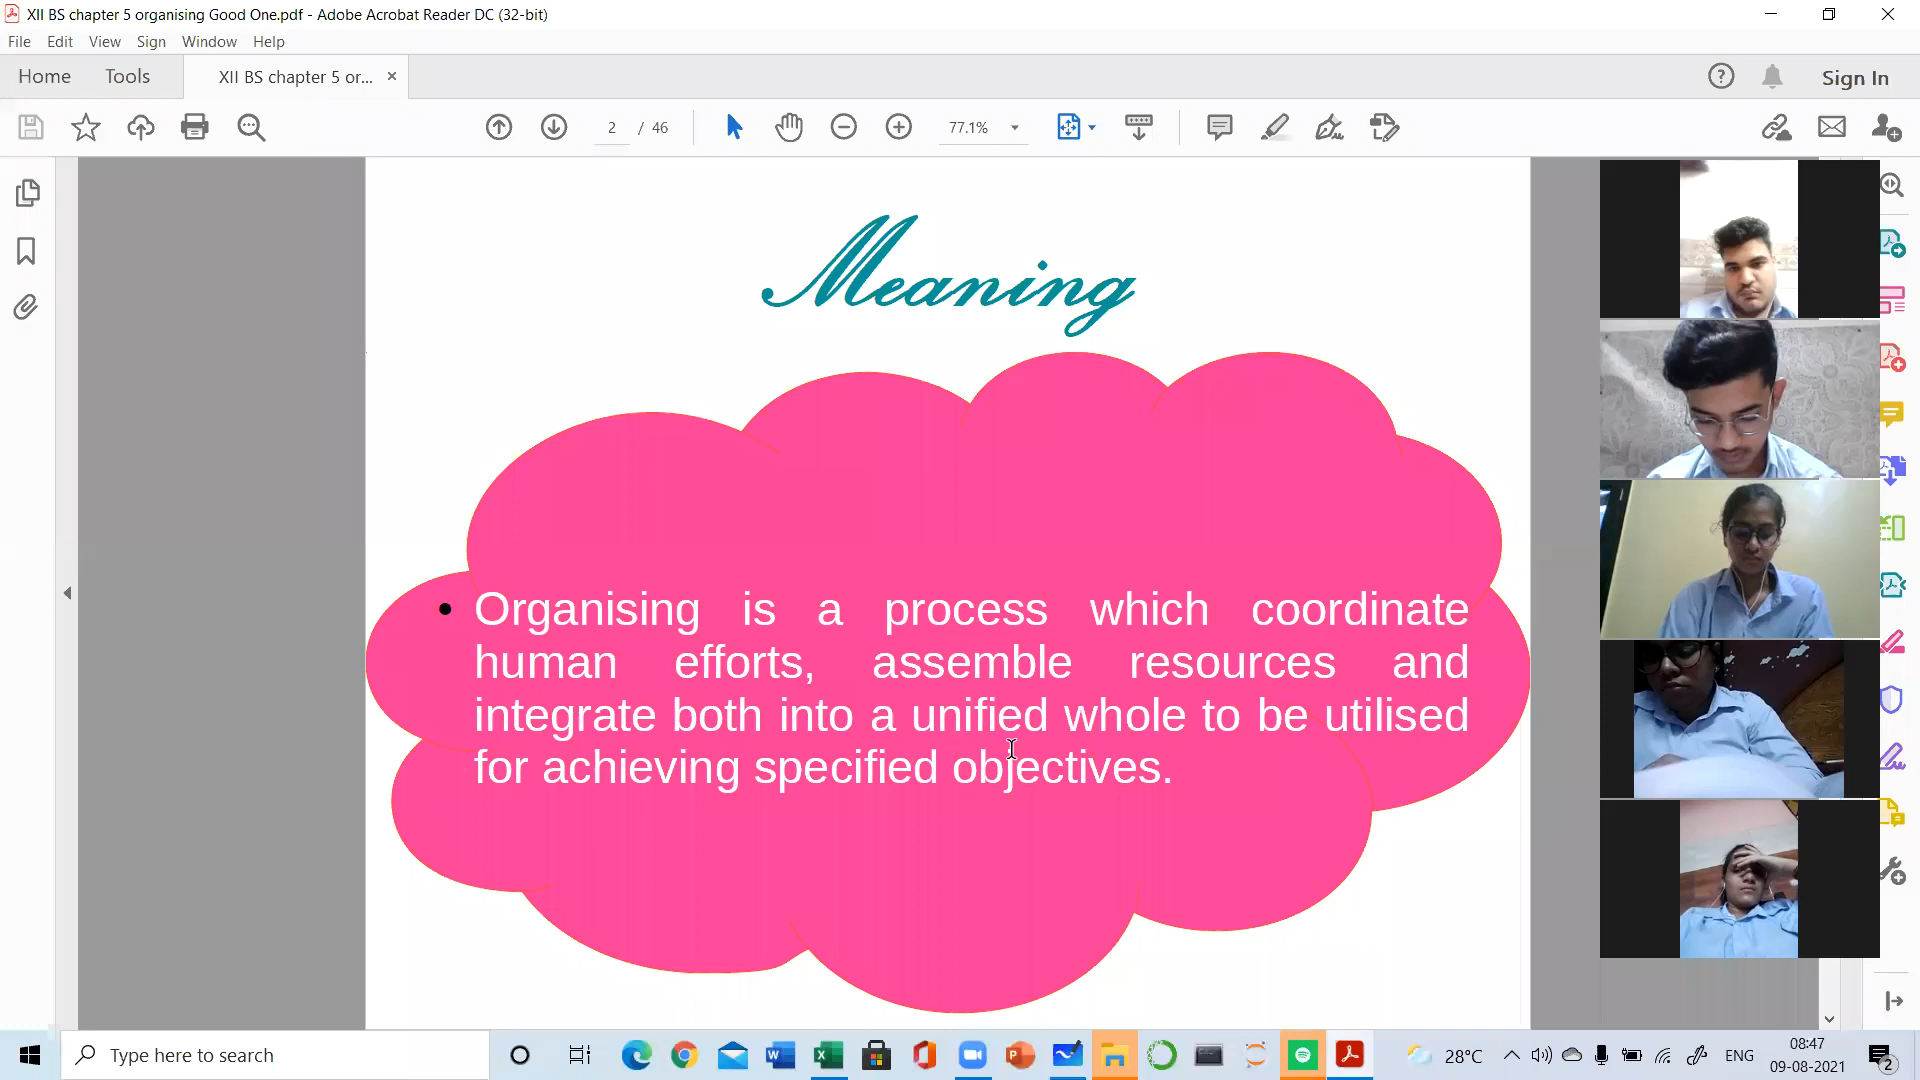 XII BS chapter 5 organising Good One.pdf - Adobe Acrobat Reader DC (32-bit)
File Edit View Sign Window Help
Home Tools XII BS chapter 5 or... Sign In
2 / 46 77.1%
Meaning
• Organising is a process which coordinate
human efforts, assemble resources and
integrate both into a unified whole to be utilised
for achieving specified objectives.
Type here to search
28°C ENG 08:47
09-08-2021
2